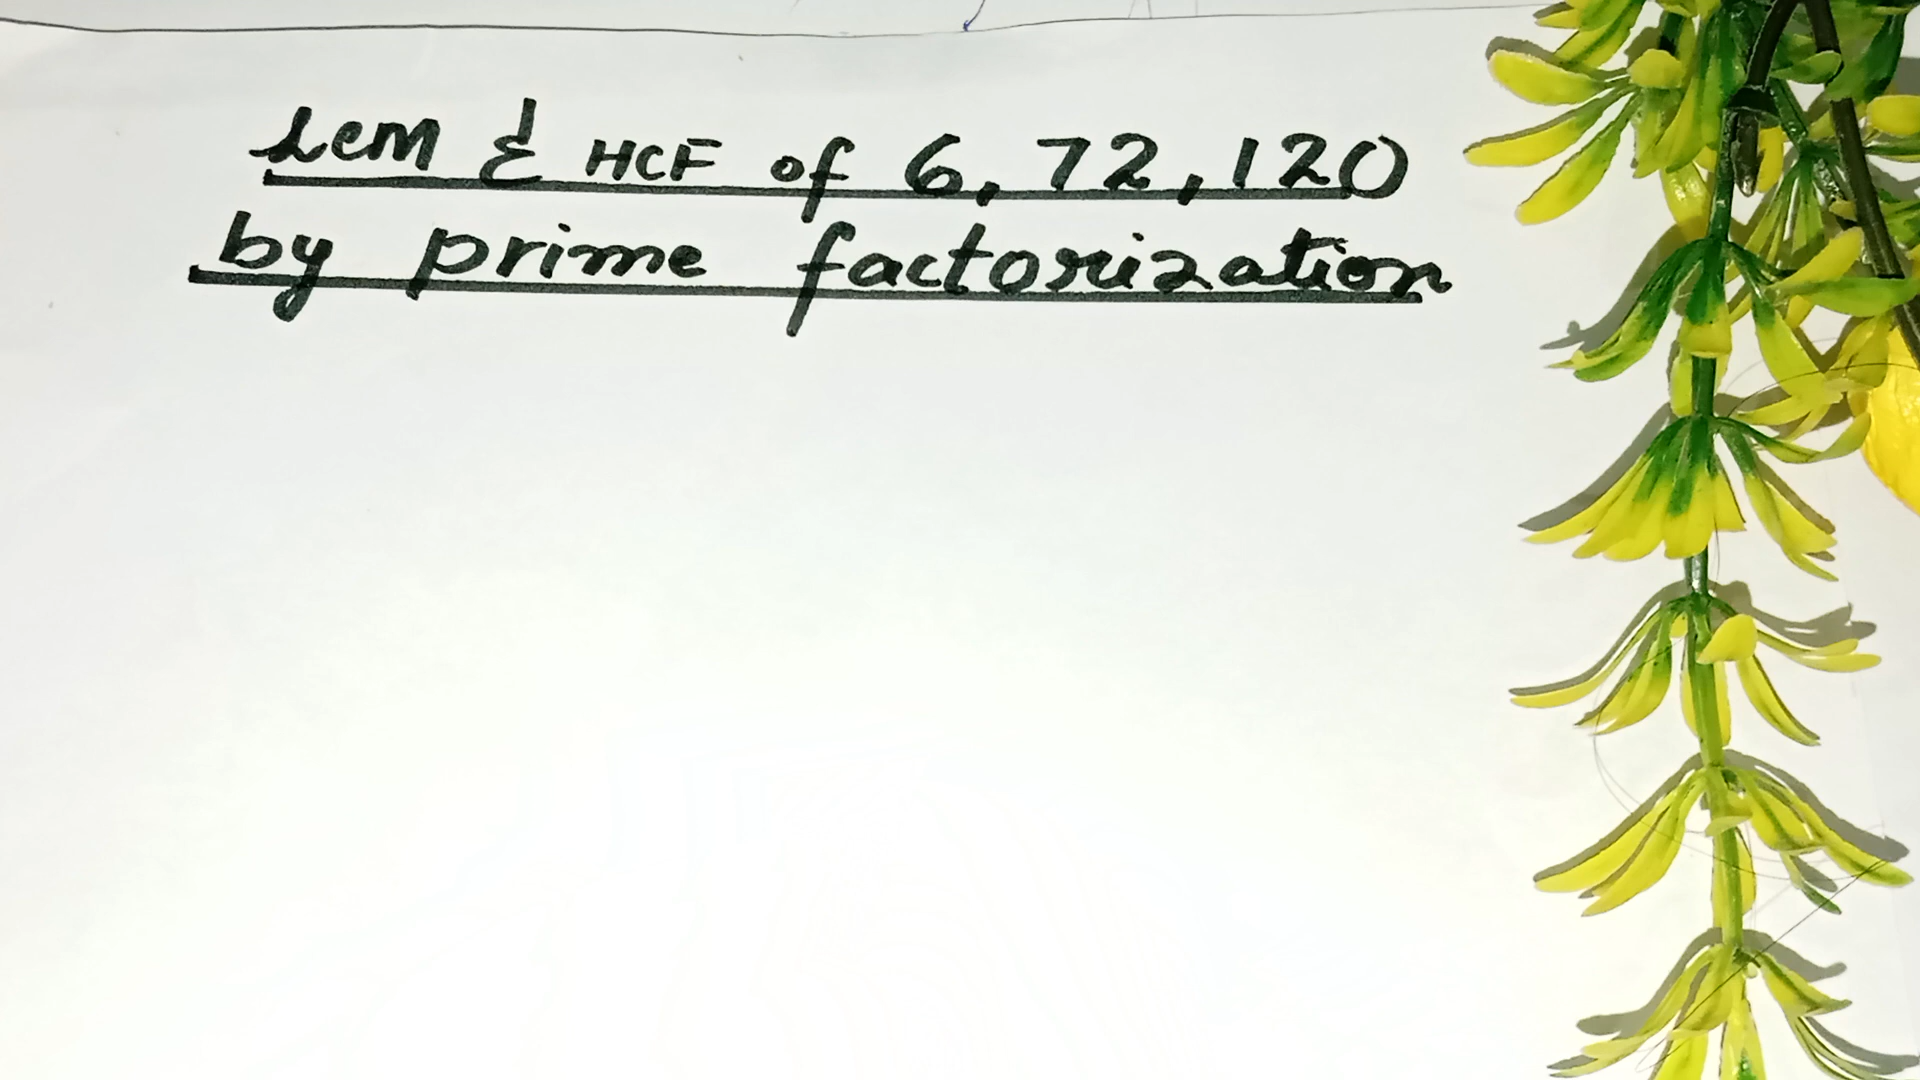 LCM & HCF of 6, 72, 120
by prime factorization